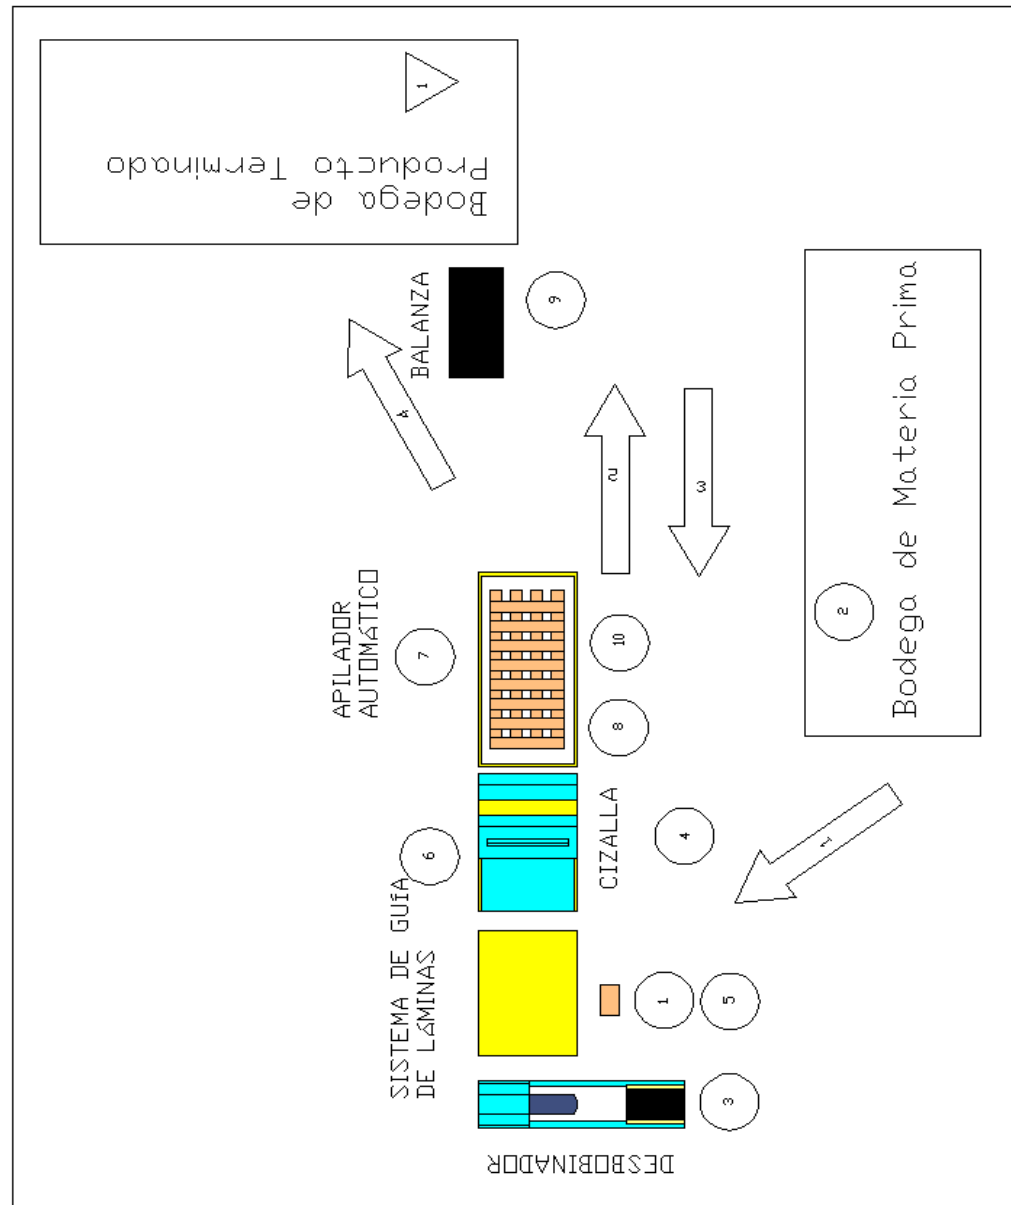 1
Bodega de
Producto Terminado
BALANZA
9
4
2
3
Bodega de Materia Prima
2
APILADOR
AUTOMÁTICO
7
10
8
6
CIZALLA
4
1
SISTEMA DE GUÍA
DE LÁMINAS
1
5
3
DESBOBINADOR